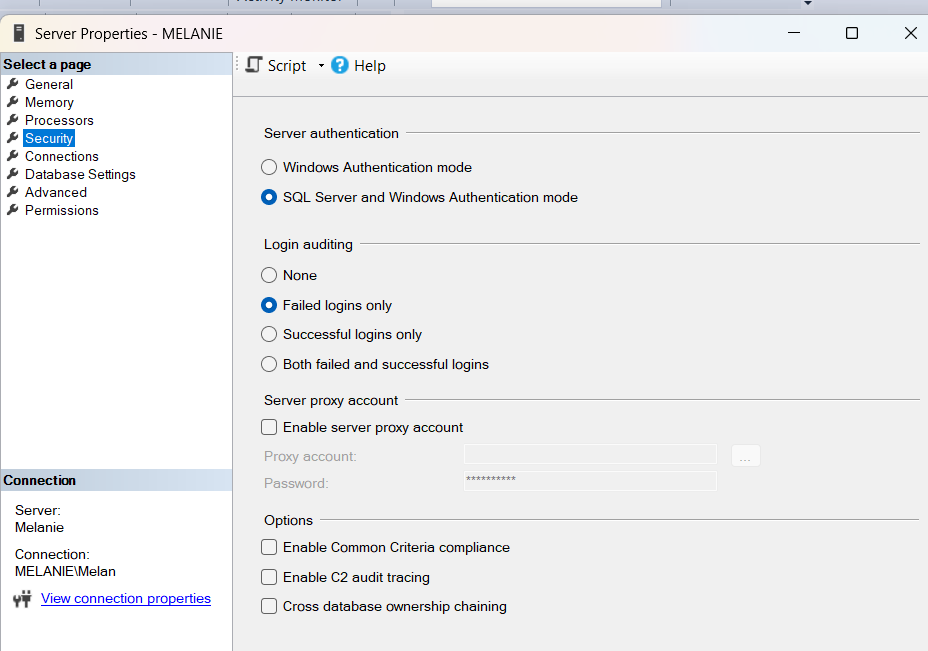 Server Properties - MELANIE
Select a page
General
Memory
Processors
Security
Connections
Database Settings
Advanced
Permissions
Connection
Server:
Melanie
Connection:
MELANIE\Melan
View connection properties
Script
Help
Server authentication
Windows Authentication mode
SQL Server and Windows Authentication mode
Login auditing
None
Failed logins only
Successful logins only
Both failed and successful logins
Server proxy account
Enable server proxy account
Proxy account:
...
Password:
**********
Options
Enable Common Criteria compliance
Enable C2 audit tracing
Cross database ownership chaining